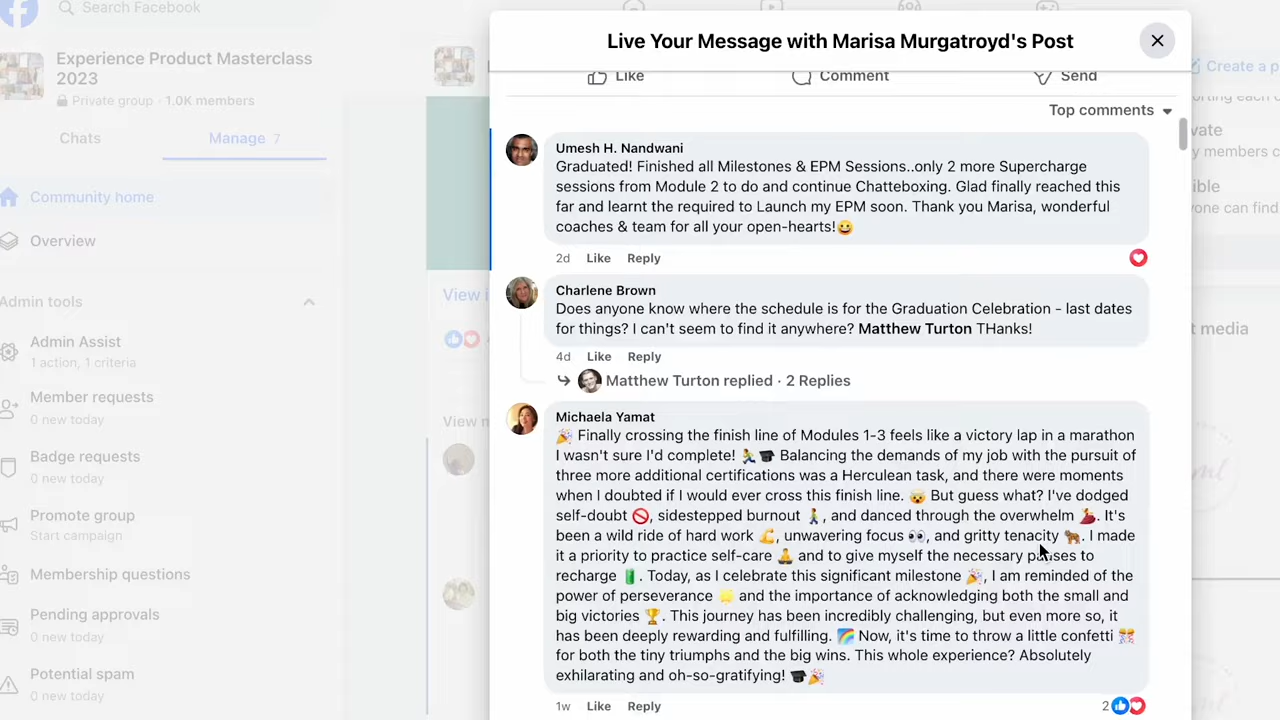 Search Facebook
Experience Product Masterclass
2023
Private group · 1.0K members
Chats
Manage 7
Community home
Overview
Admin tools
Admin Assist
1 action, 1 criteria
Member requests
0 new today
Badge requests
0 new today
Promote group
Start campaign
Membership questions
Pending approvals
0 new today
Potential spam
0 new today
View
View
Live Your Message with Marisa Murgatroyd's Post
Like
Comment
Send
Top comments
Umesh H. Nandwani
Graduated! Finished all Milestones & EPM Sessions..only 2 more Supercharge
sessions from Module 2 to do and continue Chatteboxing. Glad finally reached this
far and learnt the required to Launch my EPM soon. Thank you Marisa, wonderful
coaches & team for all your open-hearts!😀
2d Like Reply
Charlene Brown
Does anyone know where the schedule is for the Graduation Celebration - last dates
for things? I can't seem to find it anywhere? Matthew Turton THanks!
4d Like Reply
Matthew Turton replied · 2 Replies
Michaela Yamat
🎉 Finally crossing the finish line of Modules 1-3 feels like a victory lap in a marathon
I wasn't sure I'd complete! 🏃‍♂️🎓 Balancing the demands of my job with the pursuit of
three more additional certifications was a Herculean task, and there were moments
when I doubted if I would ever cross this finish line. 🤯 But guess what? I've dodged
self-doubt 🚫, sidestepped burnout 🚶‍♂️, and danced through the overwhelm 💃. It's
been a wild ride of hard work 💪, unwavering focus 👀, and gritty tenacity 🐅. I made
it a priority to practice self-care 🧘 and to give myself the necessary pauses to
recharge 🔋. Today, as I celebrate this significant milestone 🎉, I am reminded of the
power of perseverance 🌟 and the importance of acknowledging both the small and
big victories 🏆. This journey has been incredibly challenging, but even more so, it
has been deeply rewarding and fulfilling. 🌈 Now, it's time to throw a little confetti 🎊
for both the tiny triumphs and the big wins. This whole experience? Absolutely
exhilarating and oh-so-gratifying! 🎓🎉
1w Like Reply
2
Create a p